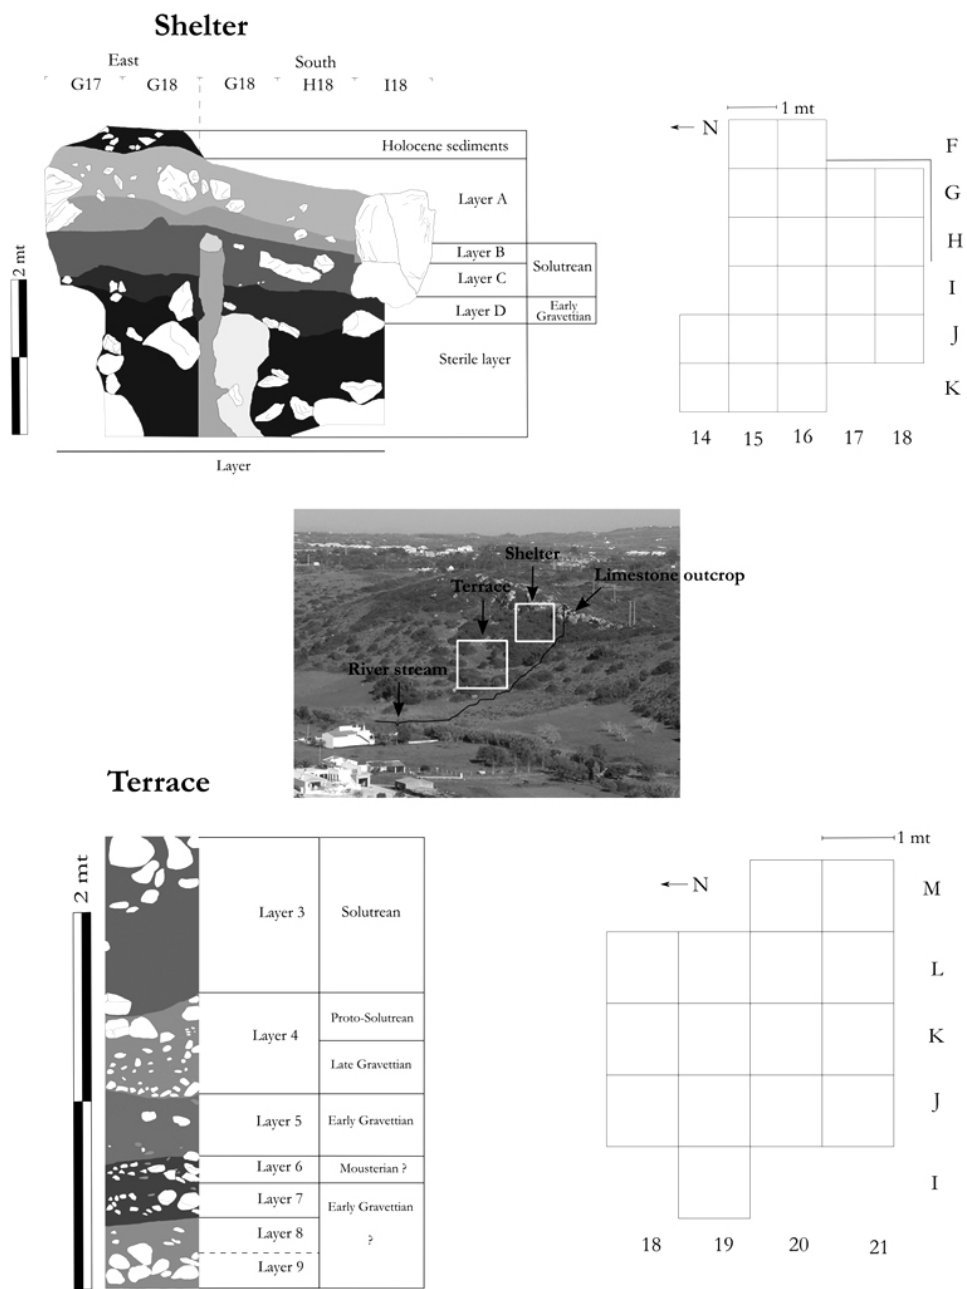 Shelter
East
South
G17
G18
G18
H18
I18
Holocene sediments
Layer A
Layer B
Layer C
Solutrean
Layer D
Early
Gravettian
Sterile layer
2 mt
Layer
1 mt
N
F
G
H
I
J
K
14
15
16
17
18
Shelter
Limestone outcrop
Terrace
River stream
Terrace
2 mt
Layer 3
Solutrean
Layer 4
Proto-Solutrean
Late Gravettian
Layer 5
Early Gravettian
Layer 6
Mousterian ?
Layer 7
Early Gravettian
Layer 8
?
Layer 9
1 mt
N
M
L
K
J
I
18
19
20
21